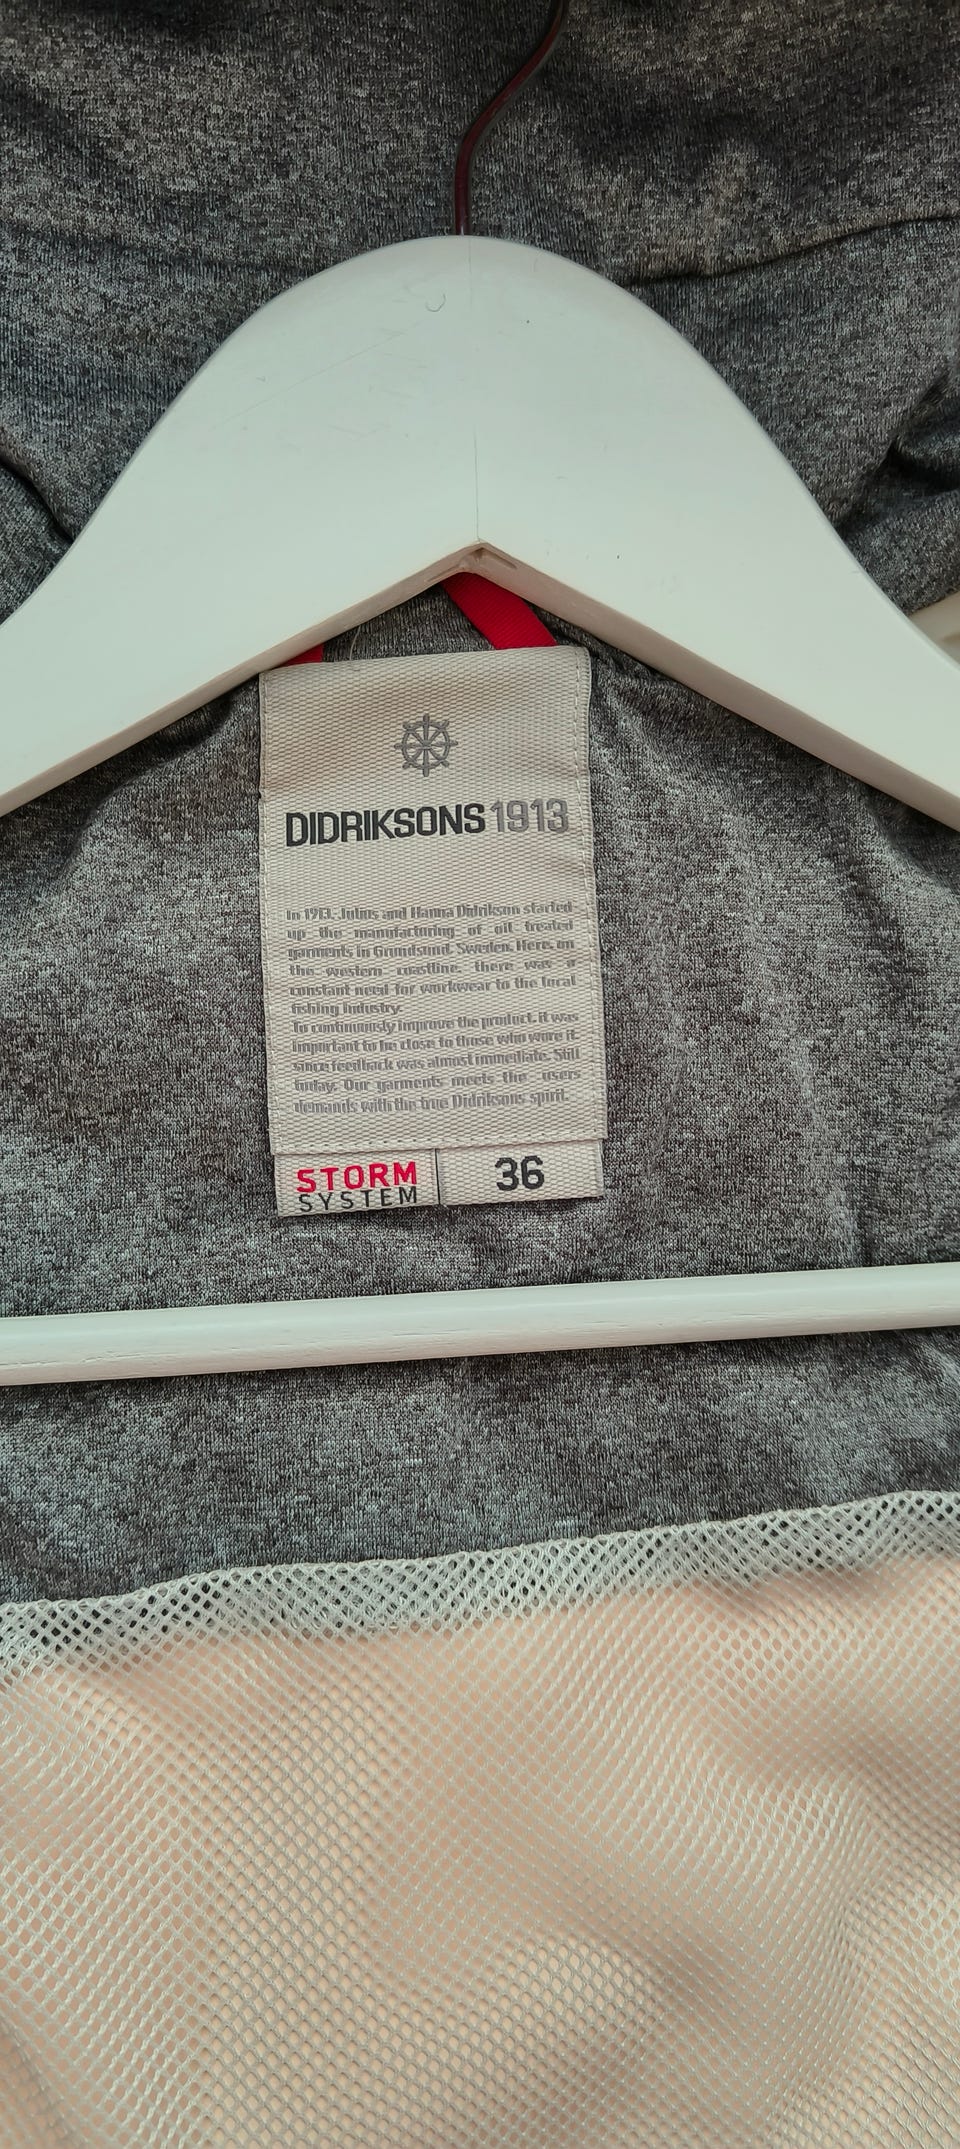 DIDRIKSONS 1913
In 1913, Julius and Hanna Didrikson started
up the manufacturing of oil treated
garments in Grundsund, Sweden. Here, on
the western coastline, there was a
constant need for workwear to the local
fishing industry.
To continuously improve the product, it was
important to be close to those who wore it,
since feedback was almost immediate. Still
today, Our garments meets the users
demands with the true Didriksons spirit.
STORM
SYSTEM
36